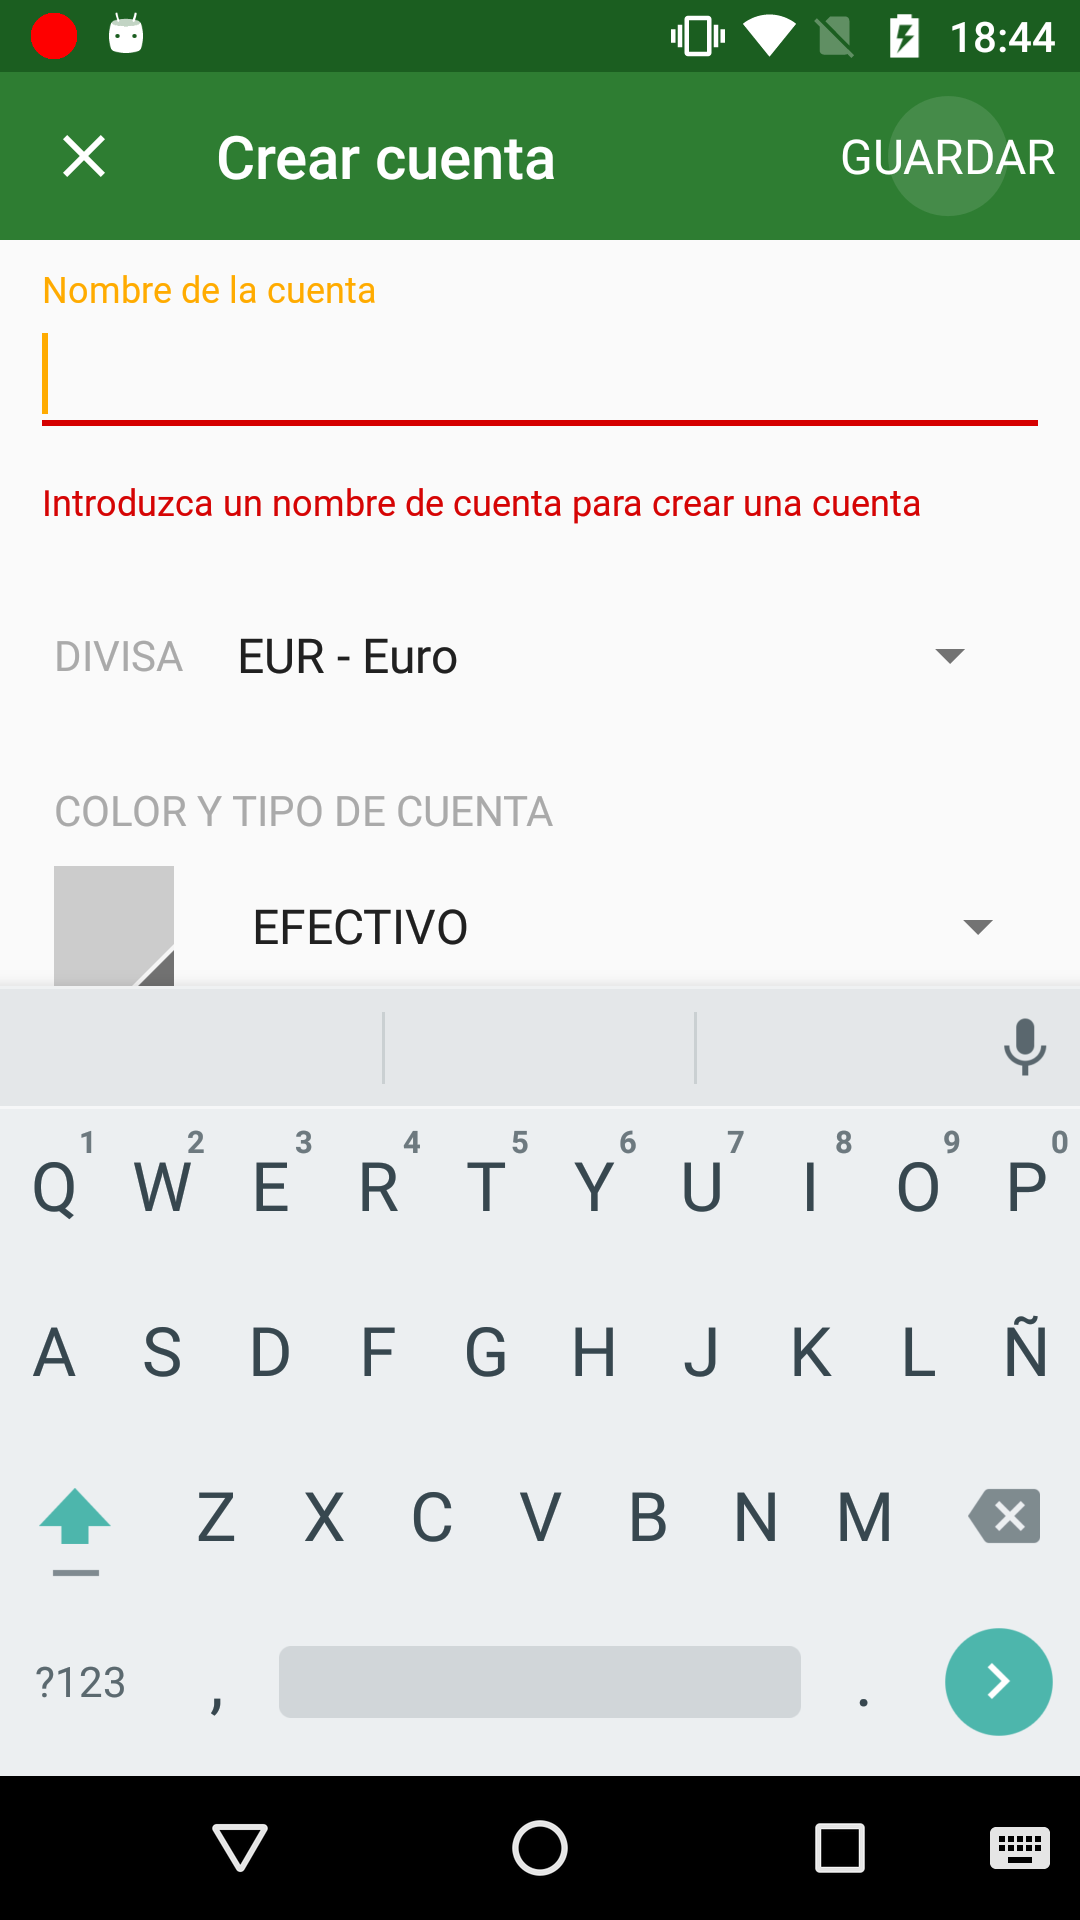 18:44
Crear cuenta
GUARDAR
Nombre de la cuenta
Introduzca un nombre de cuenta para crear una cuenta
DIVISA EUR - Euro
COLOR Y TIPO DE CUENTA
EFECTIVO
1 2 3 4 5 6 7 8 9 0
Q W E R T Y U I O P
A S D F G H J K L Ñ
Z X C V B N M
?123 , .